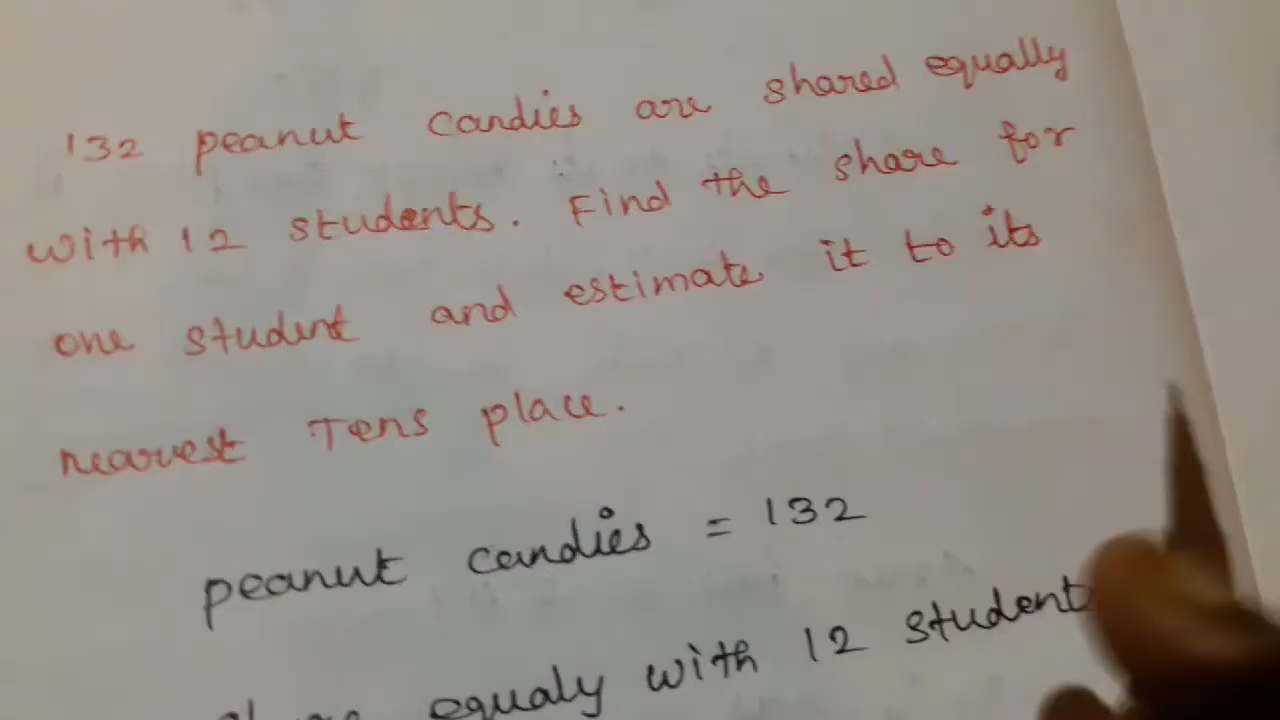 132 peanut candies are shared equally
with 12 students. Find the share for
one student and estimate it to its
nearest Tens place.
peanut candies = 132
equaly with 12 student